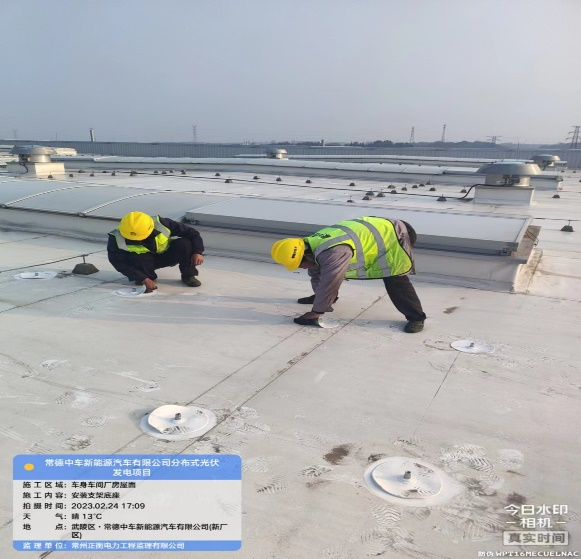 常德中车新能源汽车有限公司分布式光伏
发电项目
施工区域: 车身车间厂房屋面
施工内容: 安装支架底座
拍摄时间: 2023.02.24 17:09
天　　气: 晴 13℃
地　　点: 武陵区·常德中车新能源汽车有限公司(新厂
区)
监理单位: 常州正衡电力工程监理有限公司
今日水印
相机
真实时间
防伪 WPT16MECUELNAC